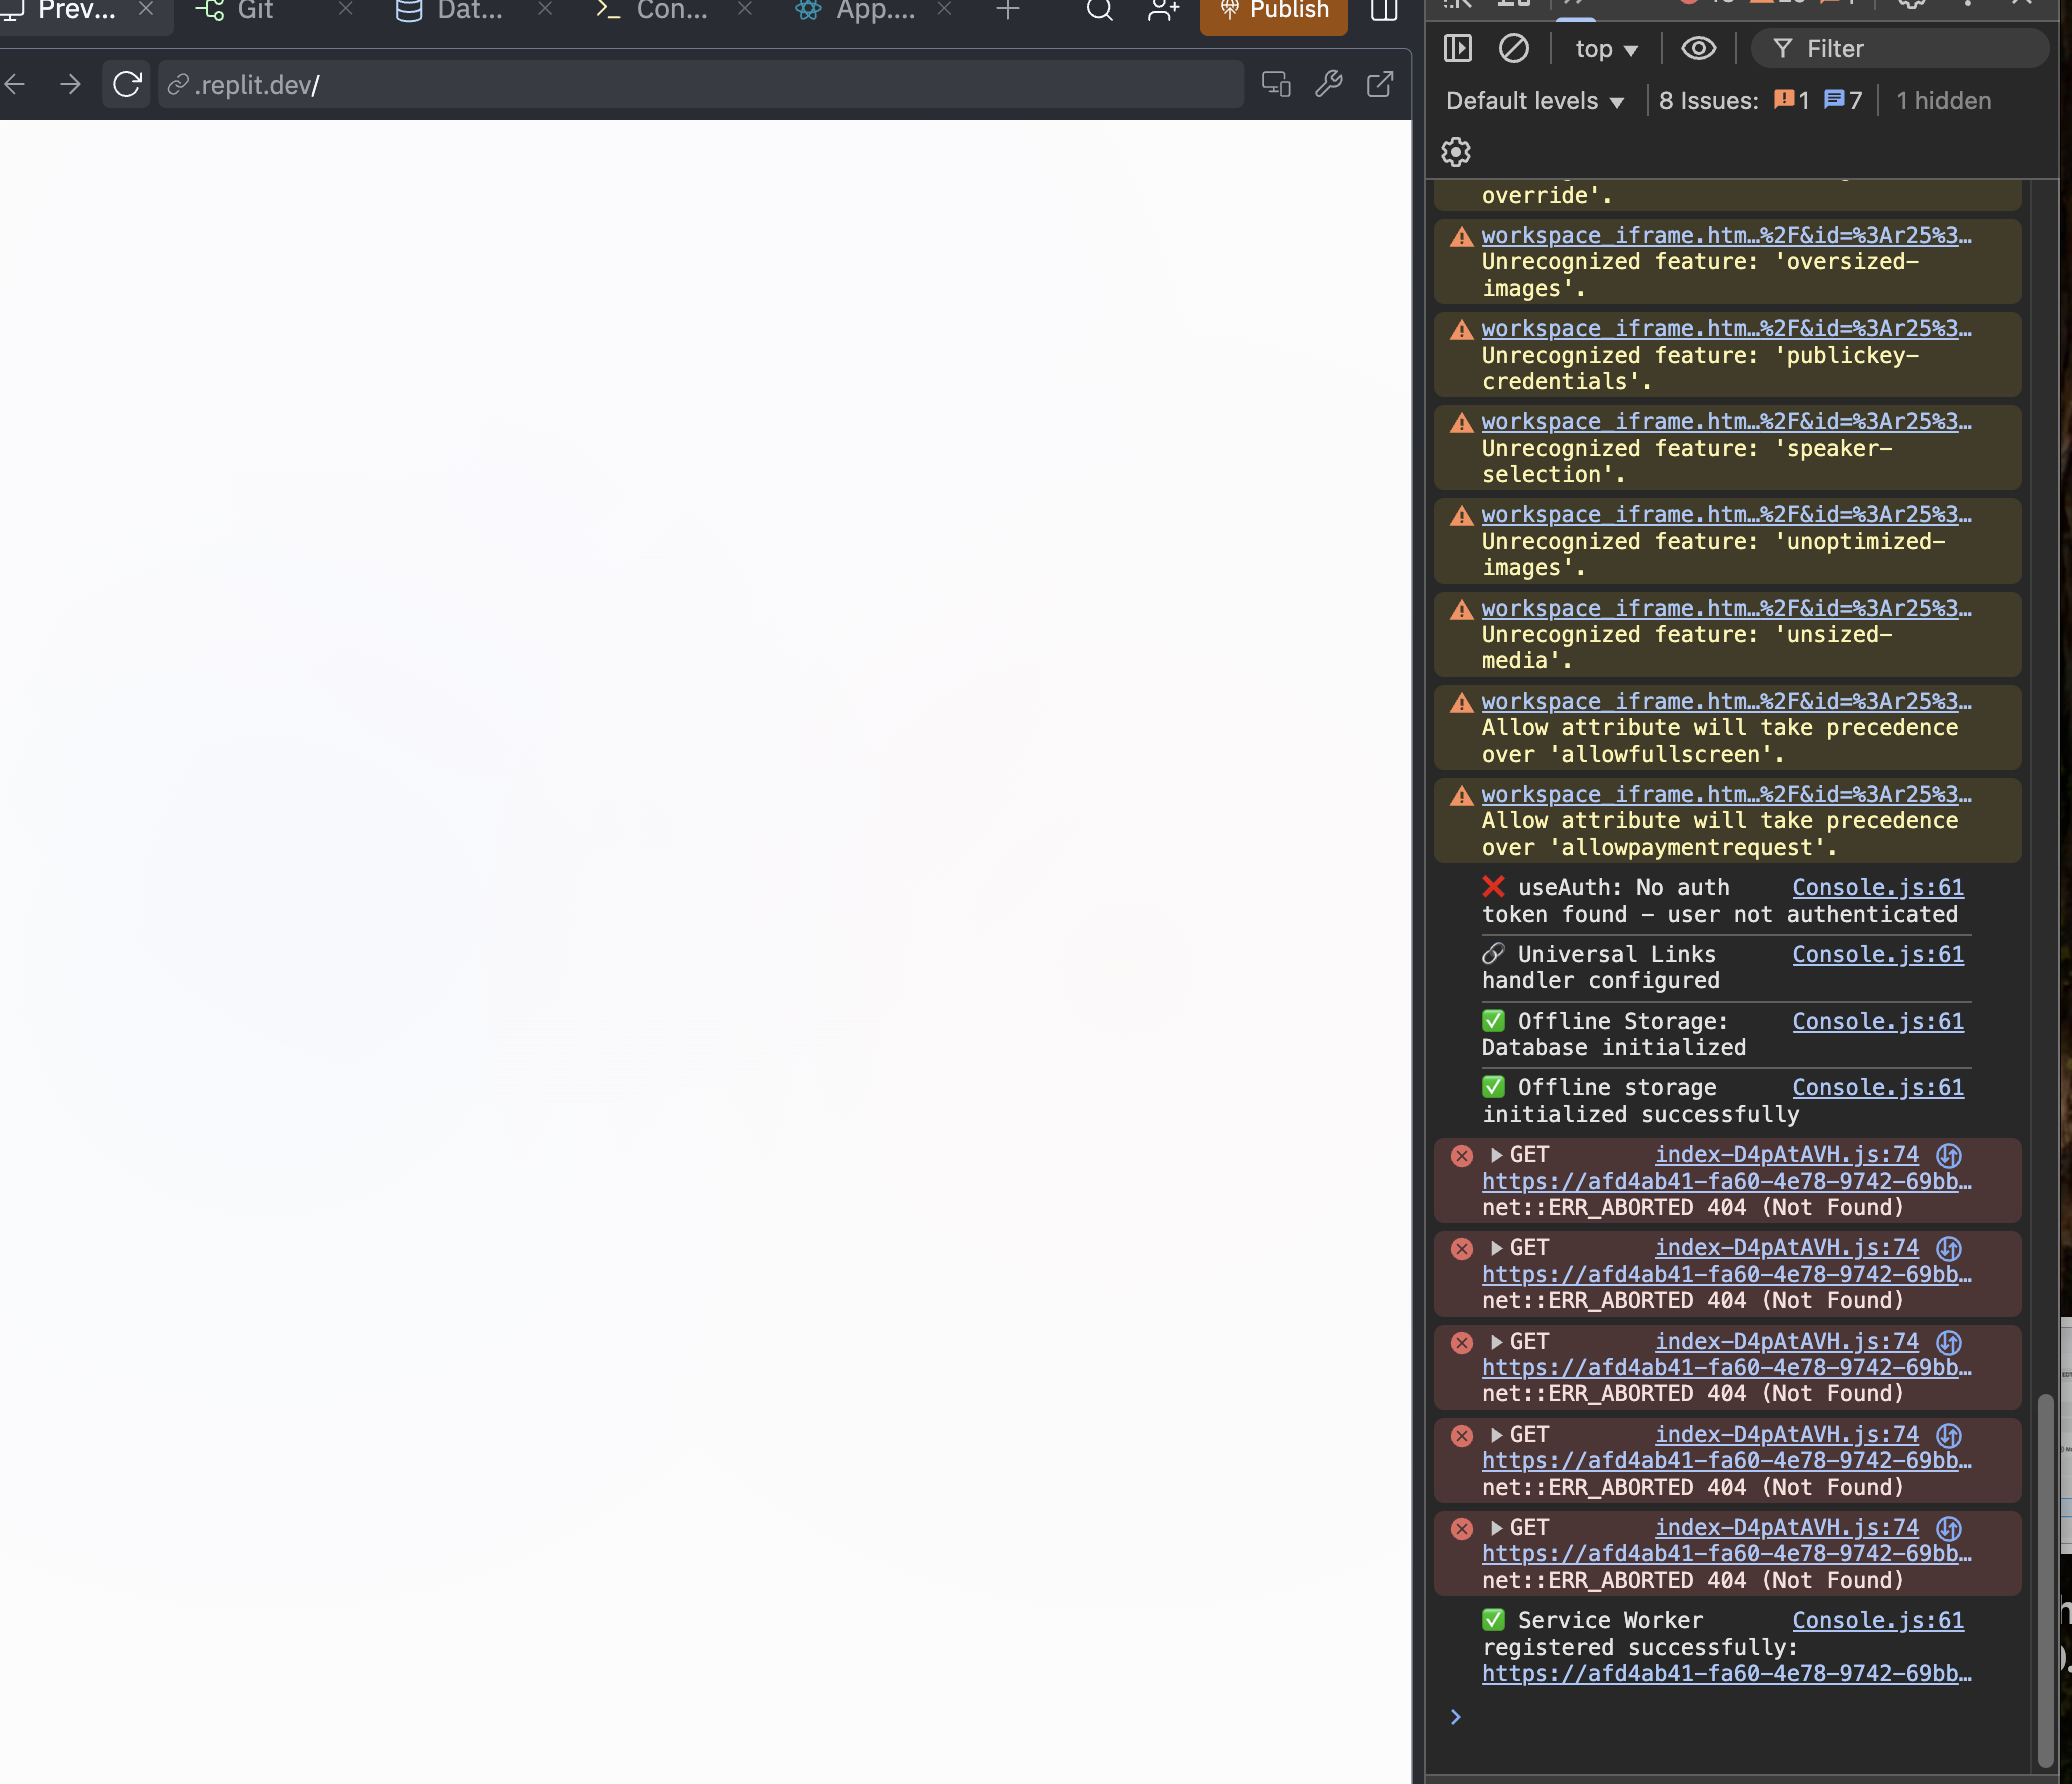 Prev...
Git
Dat...
Con...
App....
Publish
.replit.dev/
top
Filter
Default levels
8 Issues:
1
7
1 hidden
override'.
workspace_iframe.htm…%2F&id=%3Ar25%3…
Unrecognized feature: 'oversized-
images'.
workspace_iframe.htm…%2F&id=%3Ar25%3…
Unrecognized feature: 'publickey-
credentials'.
workspace_iframe.htm…%2F&id=%3Ar25%3…
Unrecognized feature: 'speaker-
selection'.
workspace_iframe.htm…%2F&id=%3Ar25%3…
Unrecognized feature: 'unoptimized-
images'.
workspace_iframe.htm…%2F&id=%3Ar25%3…
Unrecognized feature: 'unsized-
media'.
workspace_iframe.htm…%2F&id=%3Ar25%3…
Allow attribute will take precedence
over 'allowfullscreen'.
workspace_iframe.htm…%2F&id=%3Ar25%3…
Allow attribute will take precedence
over 'allowpaymentrequest'.
❌ useAuth: No auth Console.js:61
token found – user not authenticated
🔗 Universal Links Console.js:61
handler configured
✅ Offline Storage: Console.js:61
Database initialized
✅ Offline storage Console.js:61
initialized successfully
GET index-D4pAtAVH.js:74
https://afd4ab41-fa60-4e78-9742-69bb…
net::ERR_ABORTED 404 (Not Found)
GET index-D4pAtAVH.js:74
https://afd4ab41-fa60-4e78-9742-69bb…
net::ERR_ABORTED 404 (Not Found)
GET index-D4pAtAVH.js:74
https://afd4ab41-fa60-4e78-9742-69bb…
net::ERR_ABORTED 404 (Not Found)
GET index-D4pAtAVH.js:74
https://afd4ab41-fa60-4e78-9742-69bb…
net::ERR_ABORTED 404 (Not Found)
GET index-D4pAtAVH.js:74
https://afd4ab41-fa60-4e78-9742-69bb…
net::ERR_ABORTED 404 (Not Found)
✅ Service Worker Console.js:61
registered successfully:
https://afd4ab41-fa60-4e78-9742-69bb…